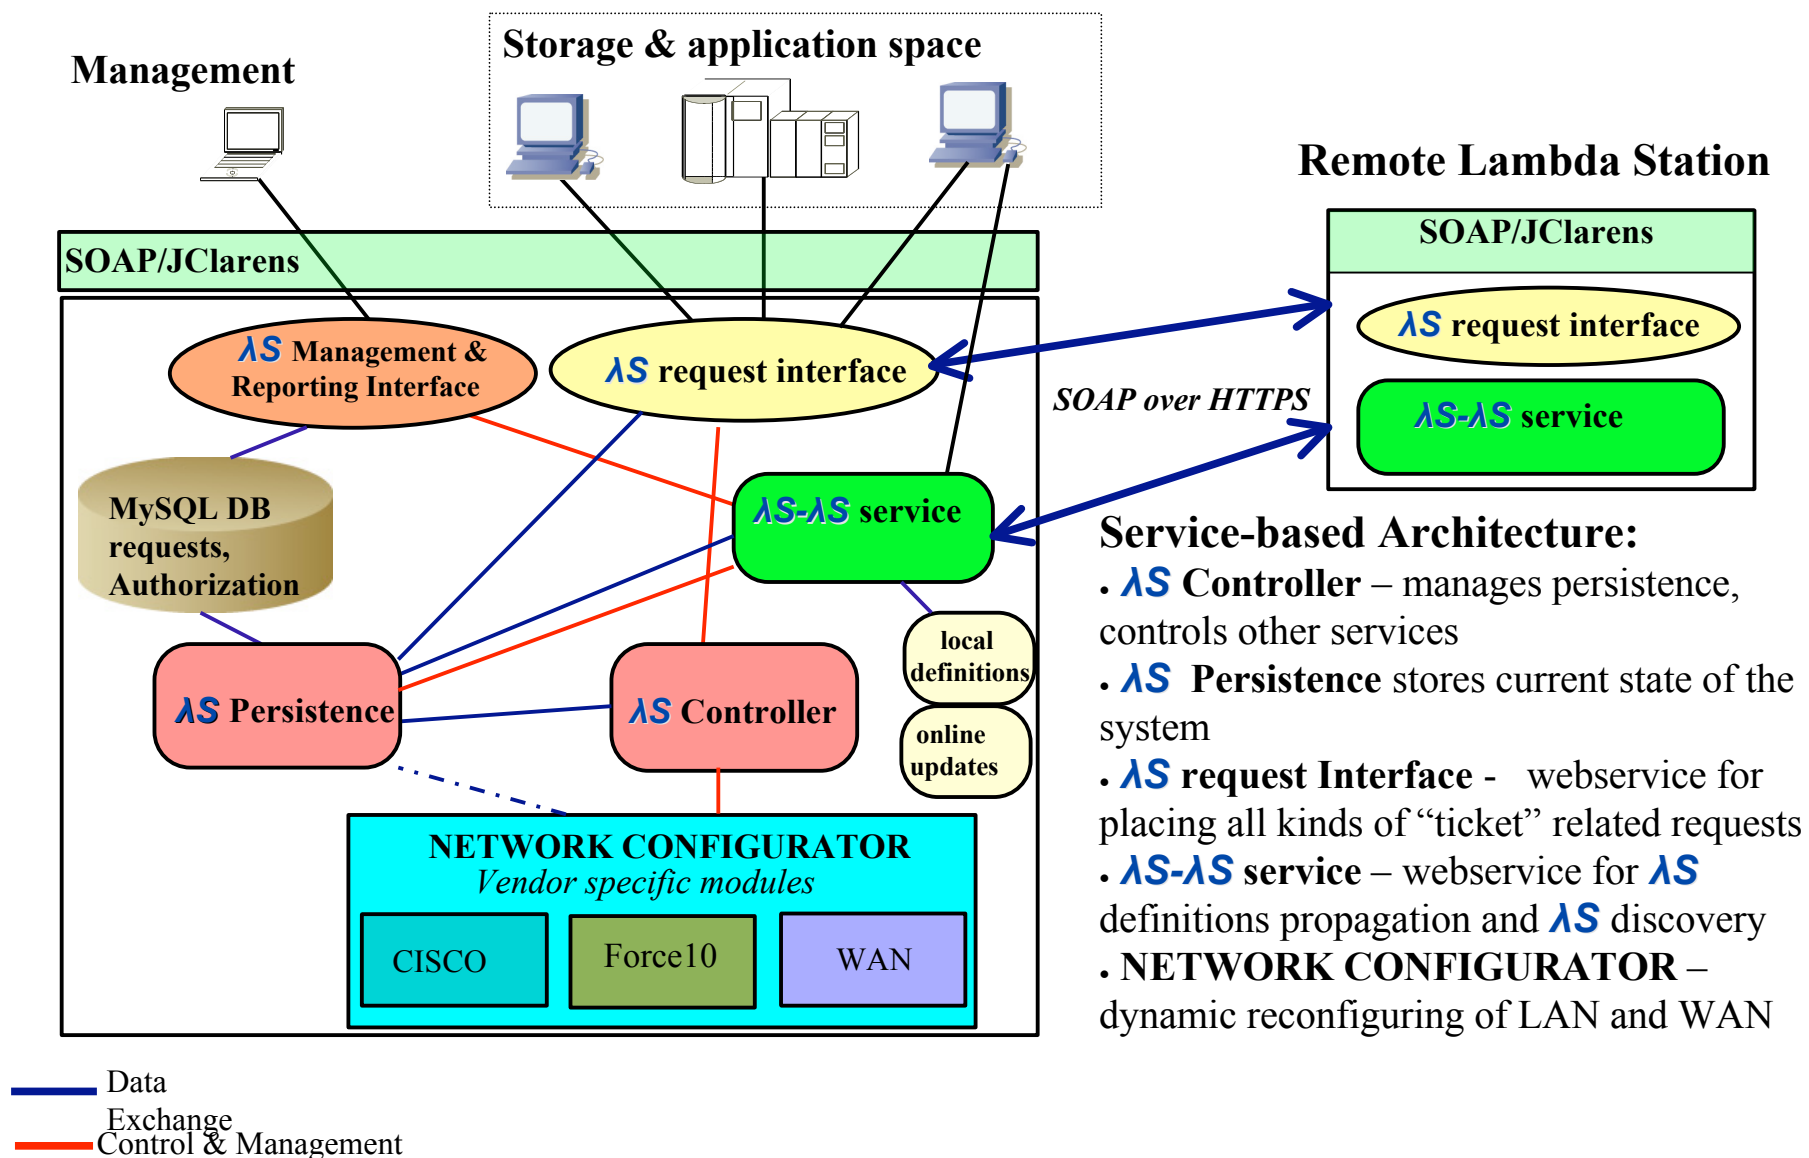 Management
Storage & application space
Remote Lambda Station
SOAP/JClarens
SOAP/JClarens
λS request interface
λS-λS service
λS Management &
Reporting Interface
λS request interface
SOAP over HTTPS
MySQL DB
requests,
Authorization
λS-λS service
local
definitions
online
updates
λS Persistence
λS Controller
NETWORK CONFIGURATOR
Vendor specific modules
CISCO
Force10
WAN
Service-based Architecture:
• λS Controller – manages persistence,
controls other services
• λS Persistence stores current state of the
system
• λS request Interface - webservice for
placing all kinds of “ticket” related requests
• λS-λS service – webservice for λS
definitions propagation and λS discovery
• NETWORK CONFIGURATOR –
dynamic reconfiguring of LAN and WAN
Data
Exchange
Control & Management